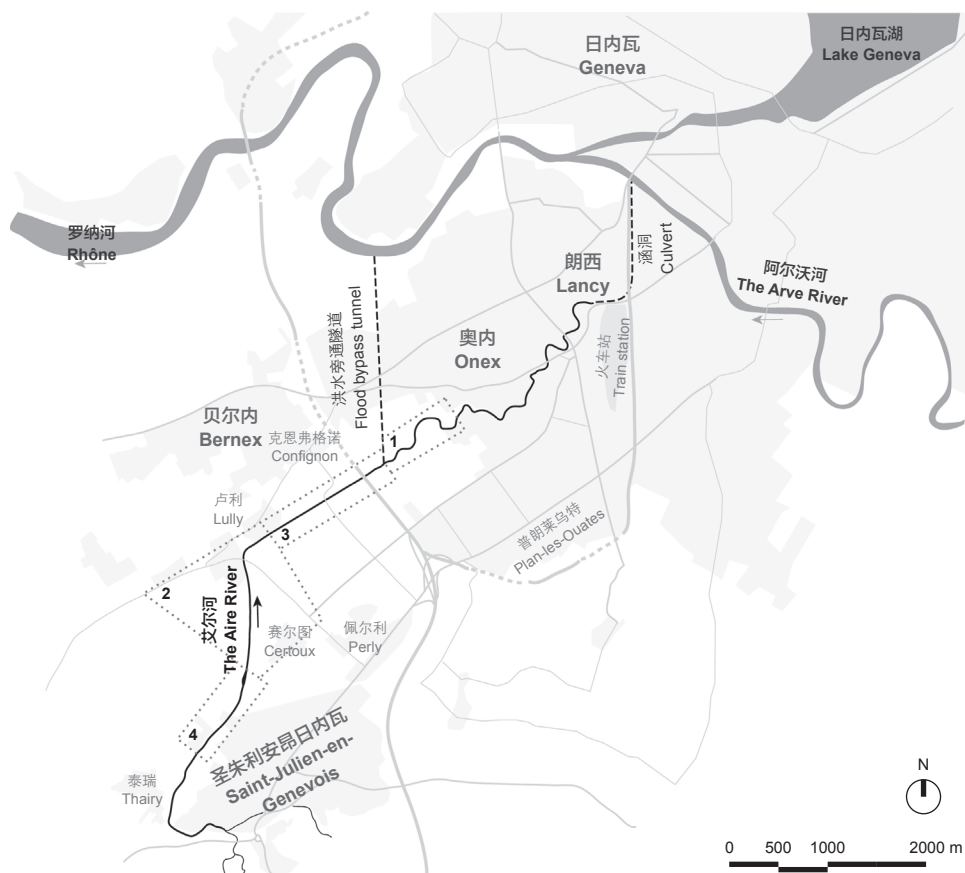 日内瓦
Geneva
日内瓦湖
Lake Geneva
罗纳河
Rhône
朗西
Lancy
涵洞
Culvert
阿尔沃河
The Arve River
洪水旁通隧道
Flood bypass tunnel
奥内
Onex
火车站
Train station
贝尔内
Bernex
克恩弗格诺
Confignon
1
卢利
Lully
3
普朗莱乌特
Plan-les-Ouates
2
艾尔河
The Aire River
赛尔图
Certoux
佩尔利
Perly
4
圣朱利安昂日内瓦
Saint-Julien-en-
Genevois
泰瑞
Thairy
N
0 500 1000 2000 m